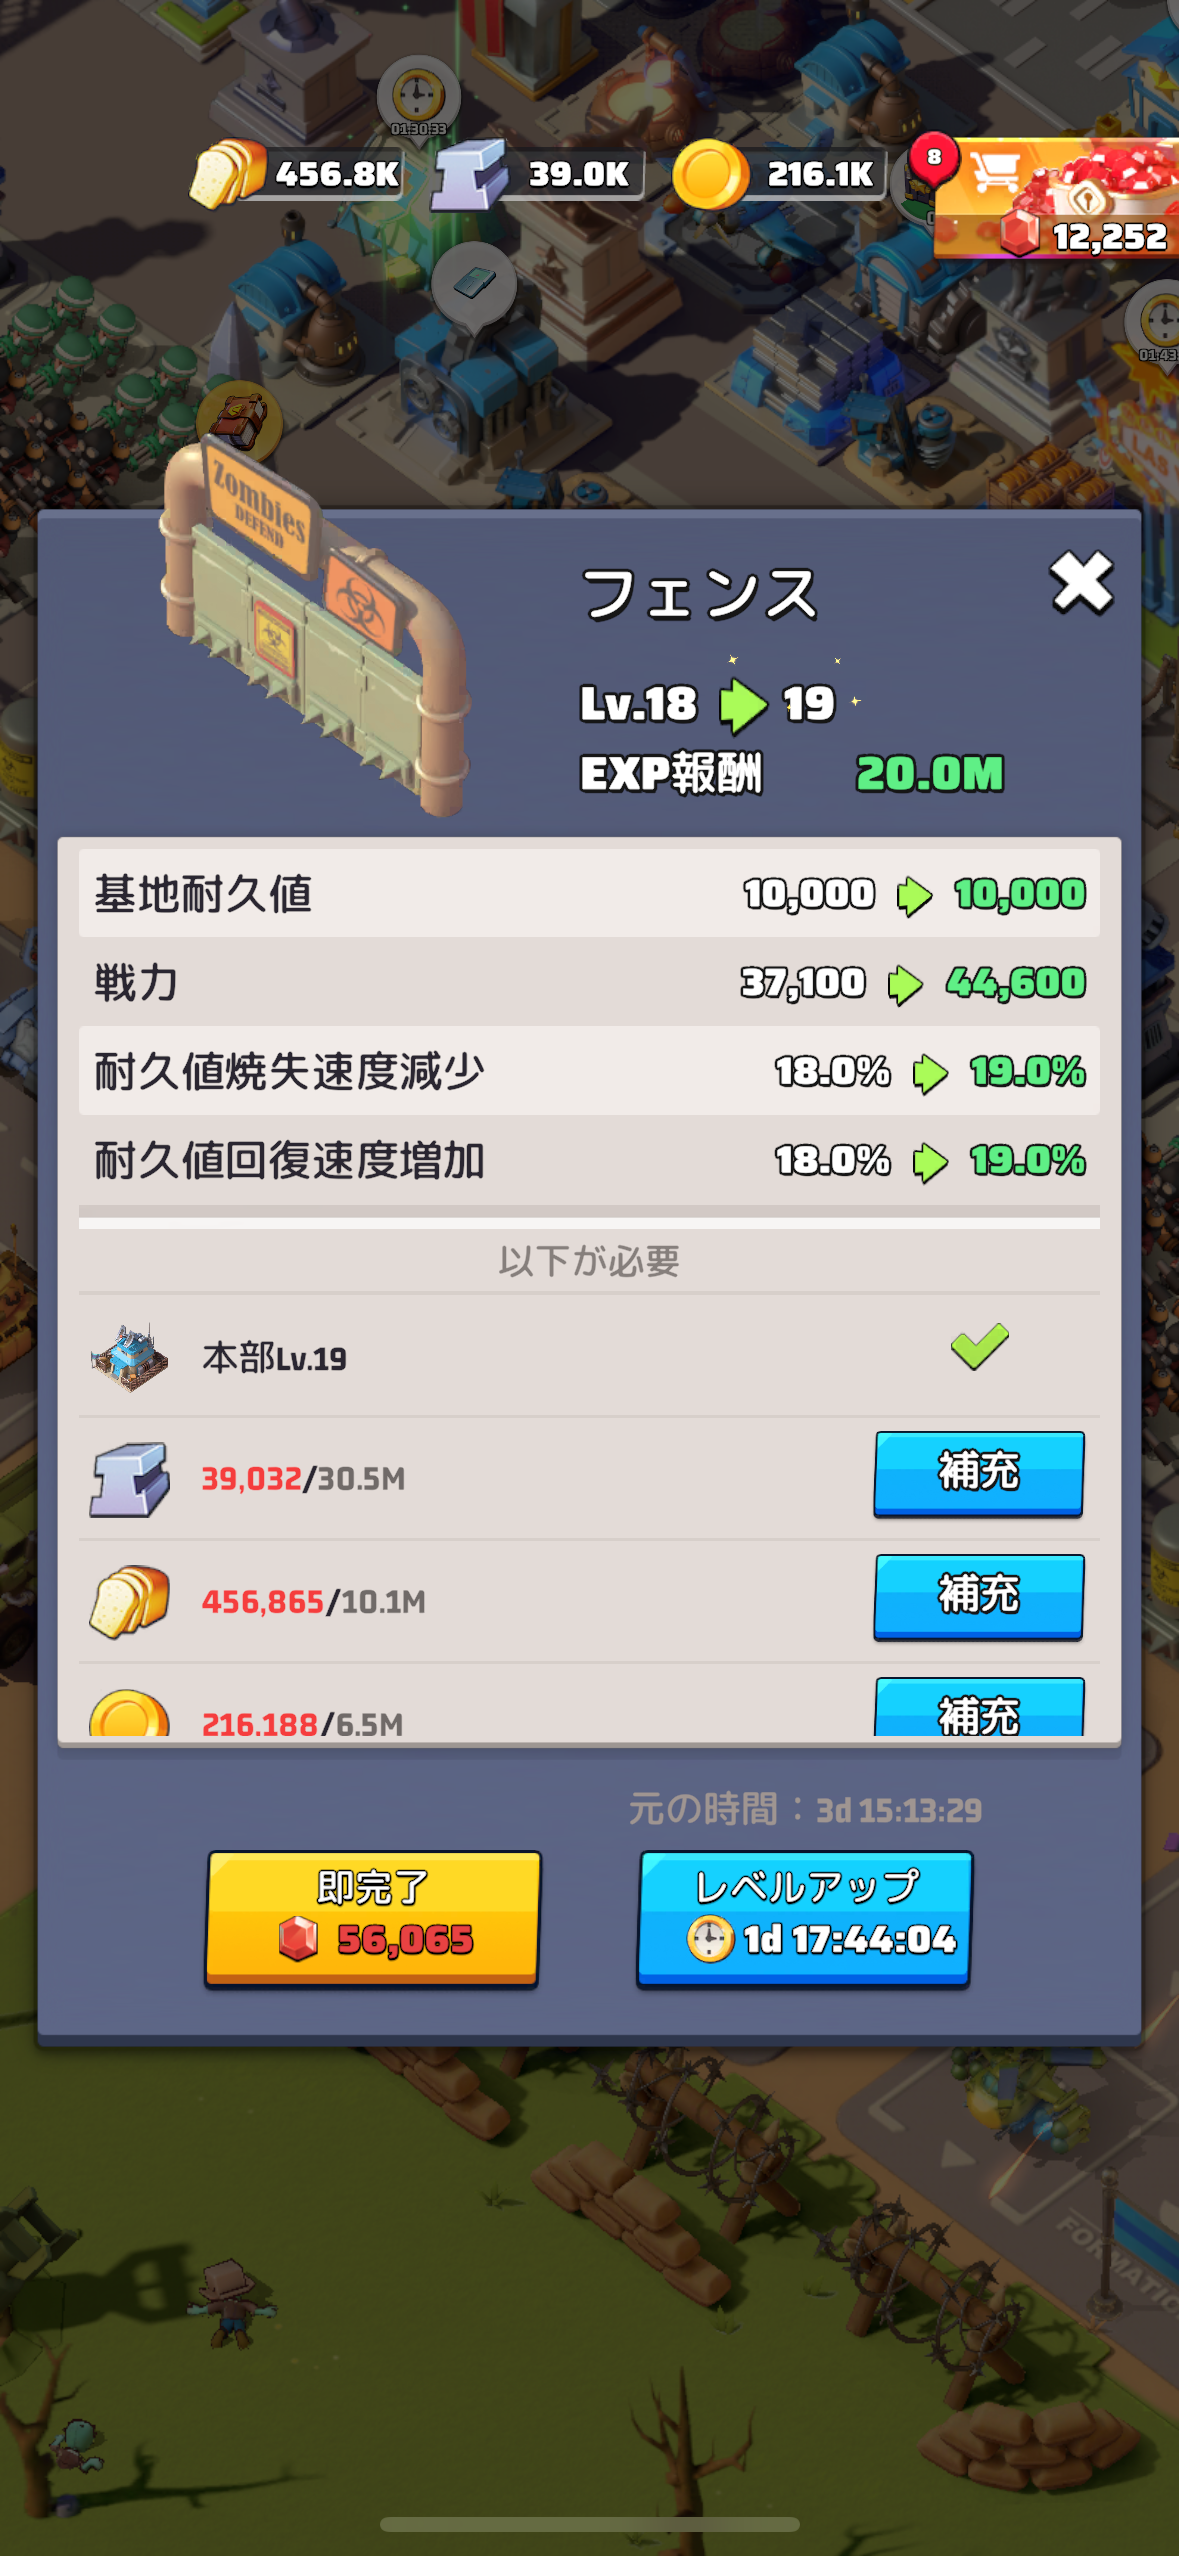 01:30:33
456.8K
39.0K
216.1K
8
12,252
01:43
Zombies
DEFEND
フェンス
Lv.18 19
EXP報酬 20.0M
基地耐久値 10,000 10,000
戦力 37,100 44,600
耐久値焼失速度減少 18.0% 19.0%
耐久値回復速度増加 18.0% 19.0%
以下が必要
本部Lv.19
39,032/30.5M 補充
456,865/10.1M 補充
216,188/6.5M 補充
元の時間：3d 15:13:29
即完了
56,065
レベルアップ
1d 17:44:04